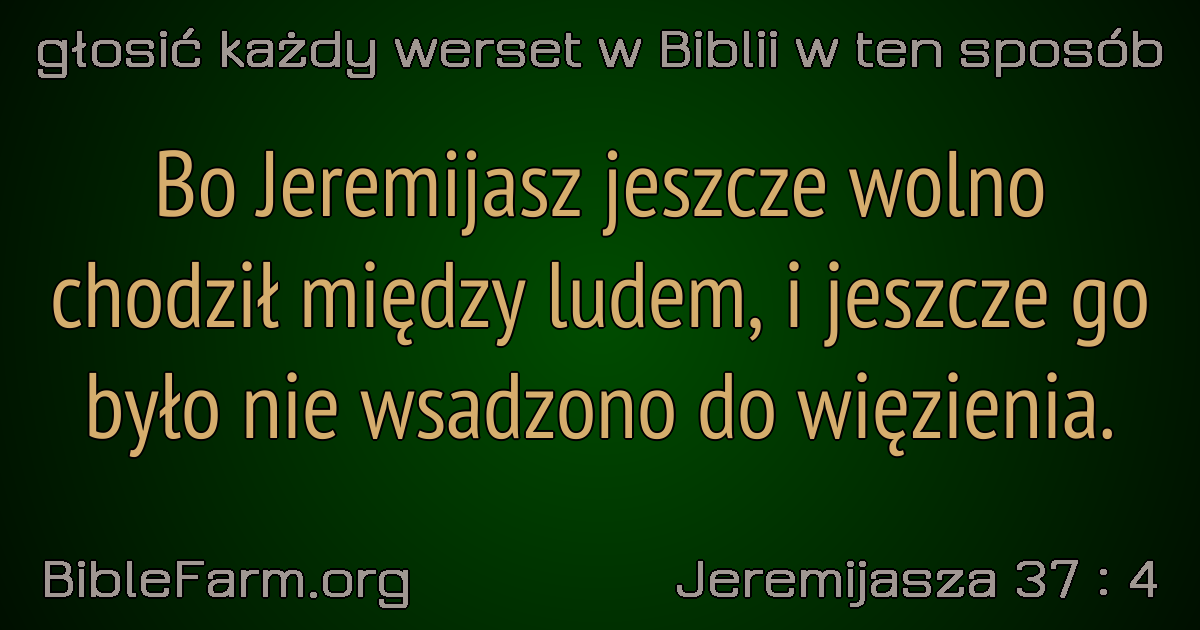 głosić każdy werset w Biblii w ten sposób
Bo Jeremijasz jeszcze wolno
chodził między ludem, i jeszcze go
było nie wsadzono do więzienia.
BibleFarm.org
Jeremijasza 37 : 4